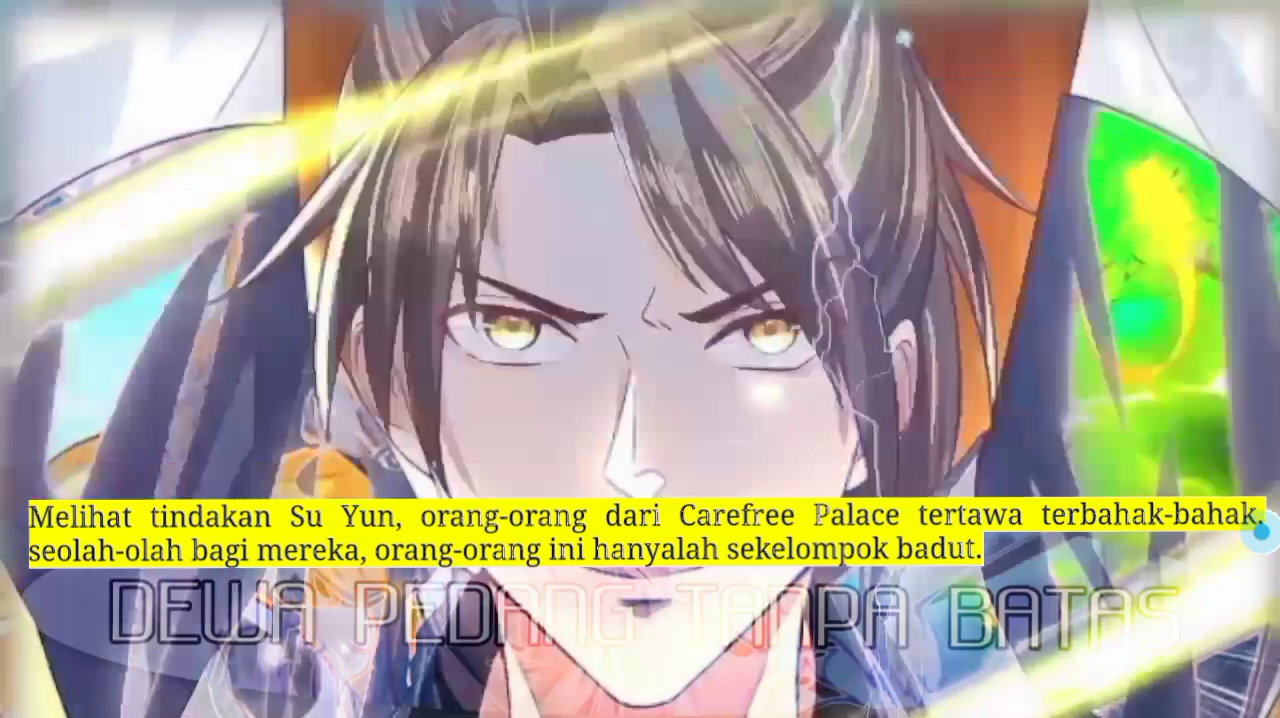 Melihat tindakan Su Yun, orang-orang dari Carefree Palace tertawa terbahak-bahak.
seolah-olah bagi mereka, orang-orang ini hanyalah sekelompok badut.
DEWA PEDANG TANPA BATAS